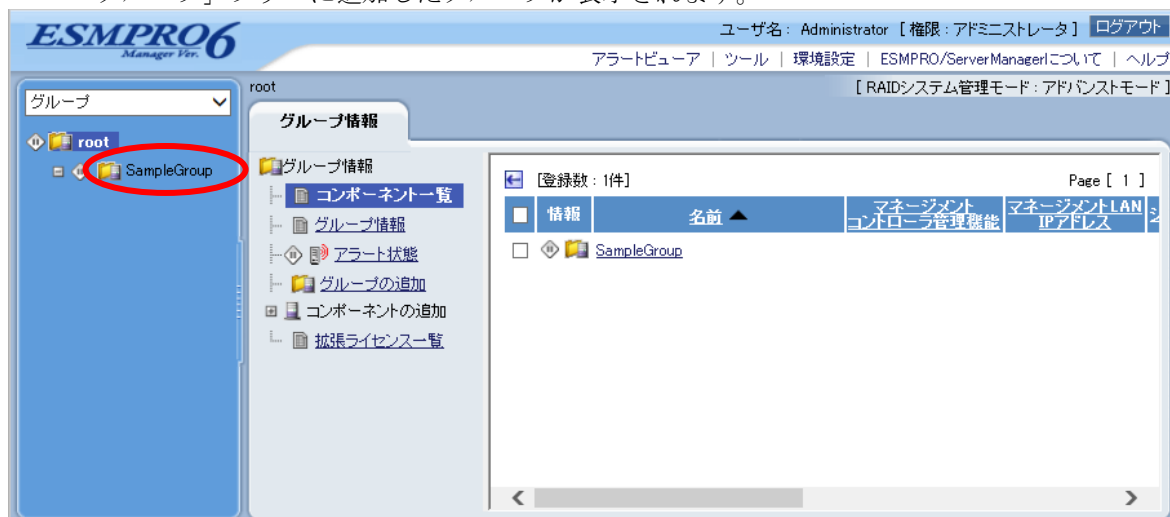 ESMPRO6
Manager Ver.
ユーザ名 : Administrator [ 権限 : アドミニストレータ ] ログアウト
アラートビューア | ツール | 環境設定 | ESMPRO/ServerManagerについて | ヘルプ
グループ
root
SampleGroup
root
[ RAIDシステム管理モード : アドバンストモード ]
グループ情報
グループ情報
コンポーネント一覧
グループ情報
アラート状態
グループの追加
コンポーネントの追加
拡張ライセンス一覧
[登録数 : 1件]
Page [ 1 ]
情報
名前 ▲
マネージメント
コントローラ管理機能
マネージメントLAN
IPアドレス
SampleGroup